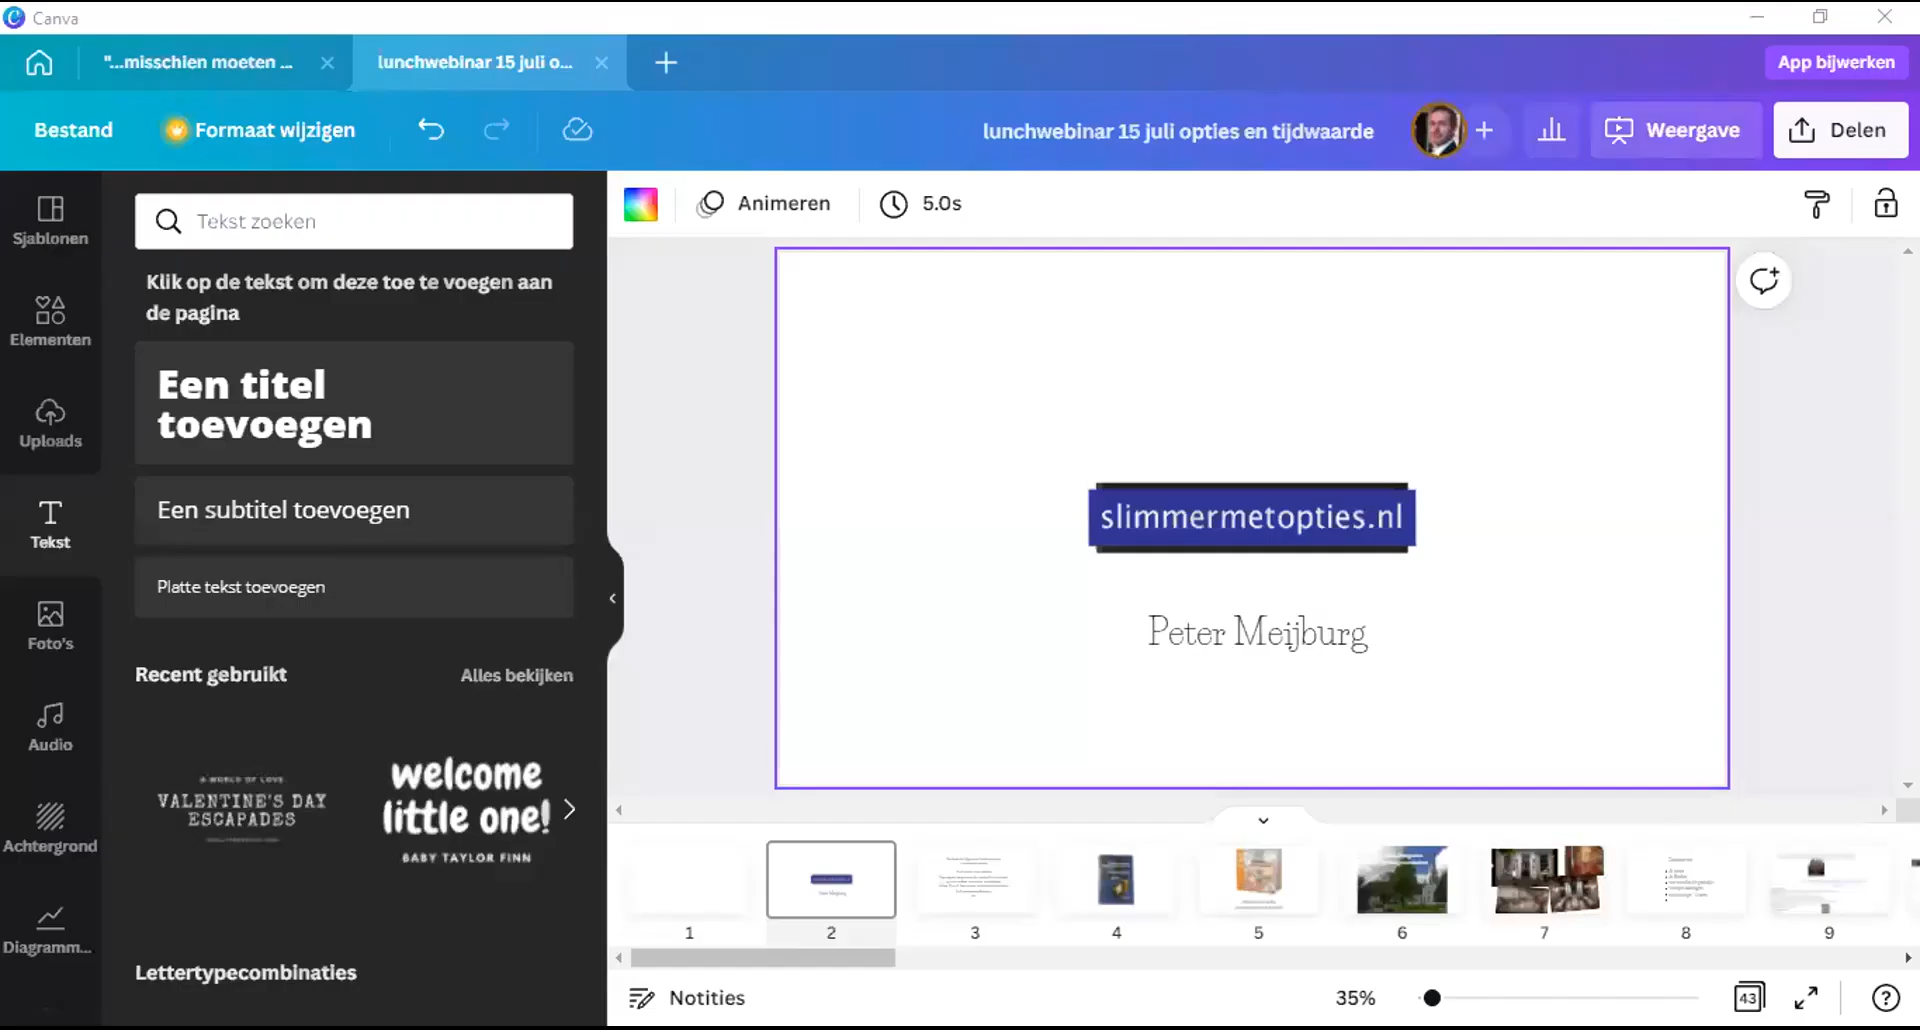 Canva
"...misschien moeten ...
lunchwebinar 15 juli o...
App bijwerken
Bestand
Formaat wijzigen
lunchwebinar 15 juli opties en tijdwaarde
Weergave
Delen
Sjablonen
Elementen
Uploads
Tekst
Foto's
Audio
Achtergrond
Diagramm...
Tekst zoeken
Klik op de tekst om deze toe te voegen aan
de pagina
Een titel
toevoegen
Een subtitel toevoegen
Platte tekst toevoegen
Recent gebruikt
Alles bekijken
A WORLD OF LOVE
VALENTINE'S DAY
ESCAPADES
welcome
little one!
BABY TAYLOR FINN
Lettertypecombinaties
Animeren
5.0s
slimmermetopties.nl
Peter Meijburg
1
2
3
4
5
6
7
8
9
Notities
35%
43